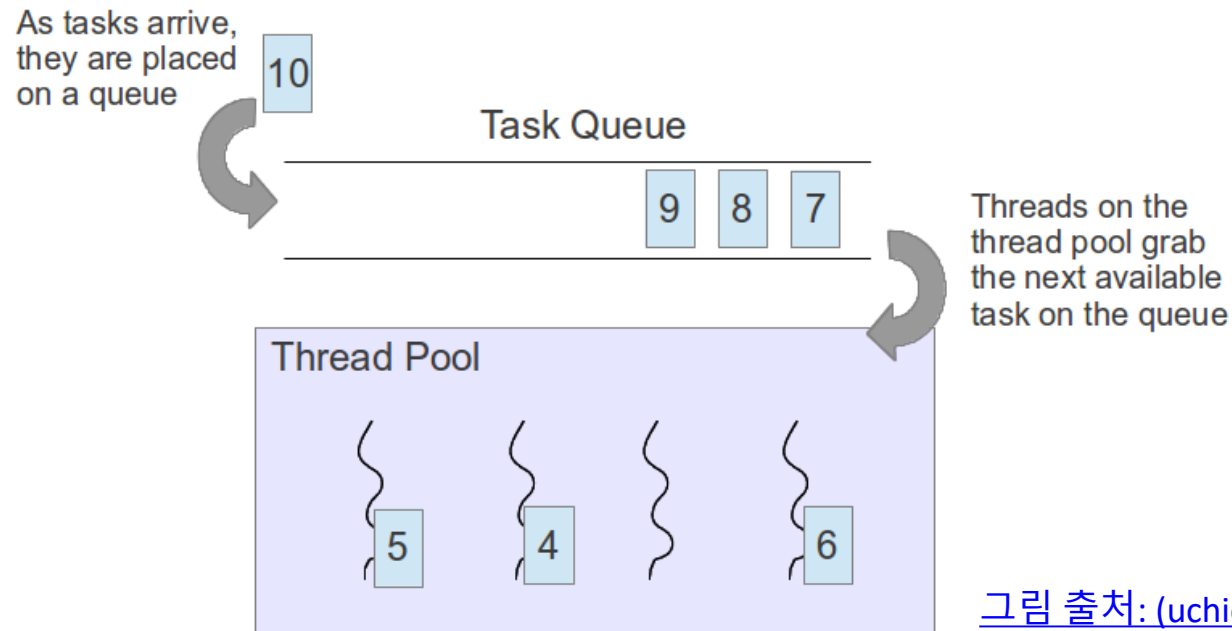 As tasks arrive,
they are placed
on a queue
10
Task Queue
9 8 7
Threads on the
thread pool grab
the next available
task on the queue
Thread Pool
5 4 6
그림 출처: (uchi